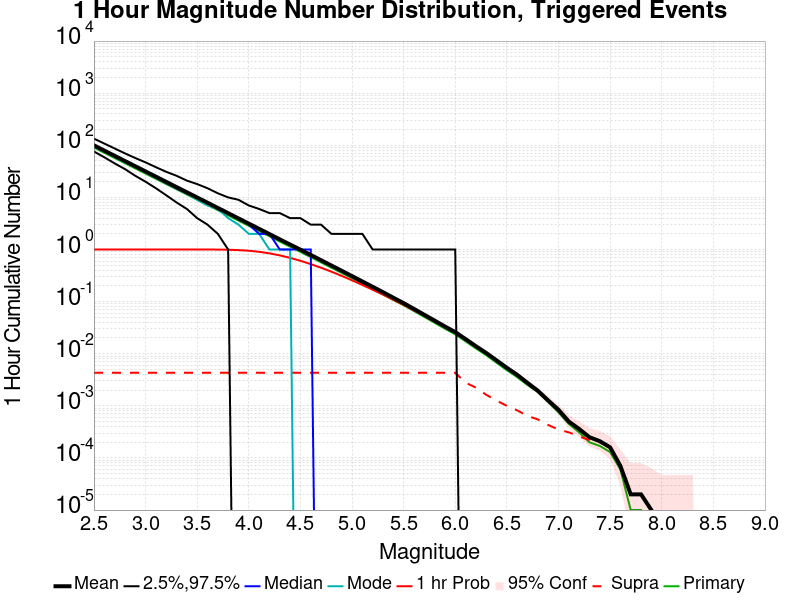 1 Hour Magnitude Number Distribution, Triggered Events
10 4
10 3
10 2
10 1
10 0
10 -1
10 -2
10 -3
10 -4
10 -5
1 Hour Cumulative Number
2.5 3.0 3.5 4.0 4.5 5.0 5.5 6.0 6.5 7.0 7.5 8.0 8.5 9.0
Magnitude
Mean 2.5%,97.5% Median Mode 1 hr Prob 95% Conf Supra Primary